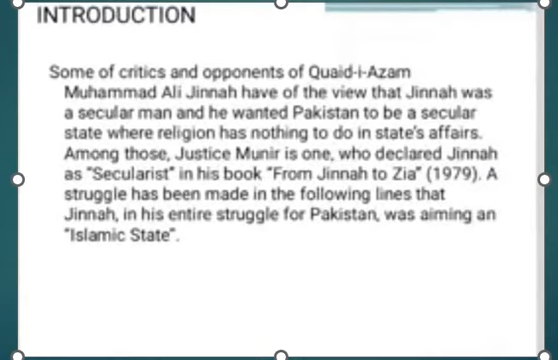 INTRODUCTION
Some of critics and opponents of Quaid-i-Azam
Muhammad Ali Jinnah have of the view that Jinnah was
a secular man and he wanted Pakistan to be a secular
state where religion has nothing to do in state's affairs.
Among those, Justice Munir is one, who declared Jinnah
as "Secularist" in his book "From Jinnah to Zia" (1979). A
struggle has been made in the following lines that
Jinnah, in his entire struggle for Pakistan, was aiming an
"Islamic State".